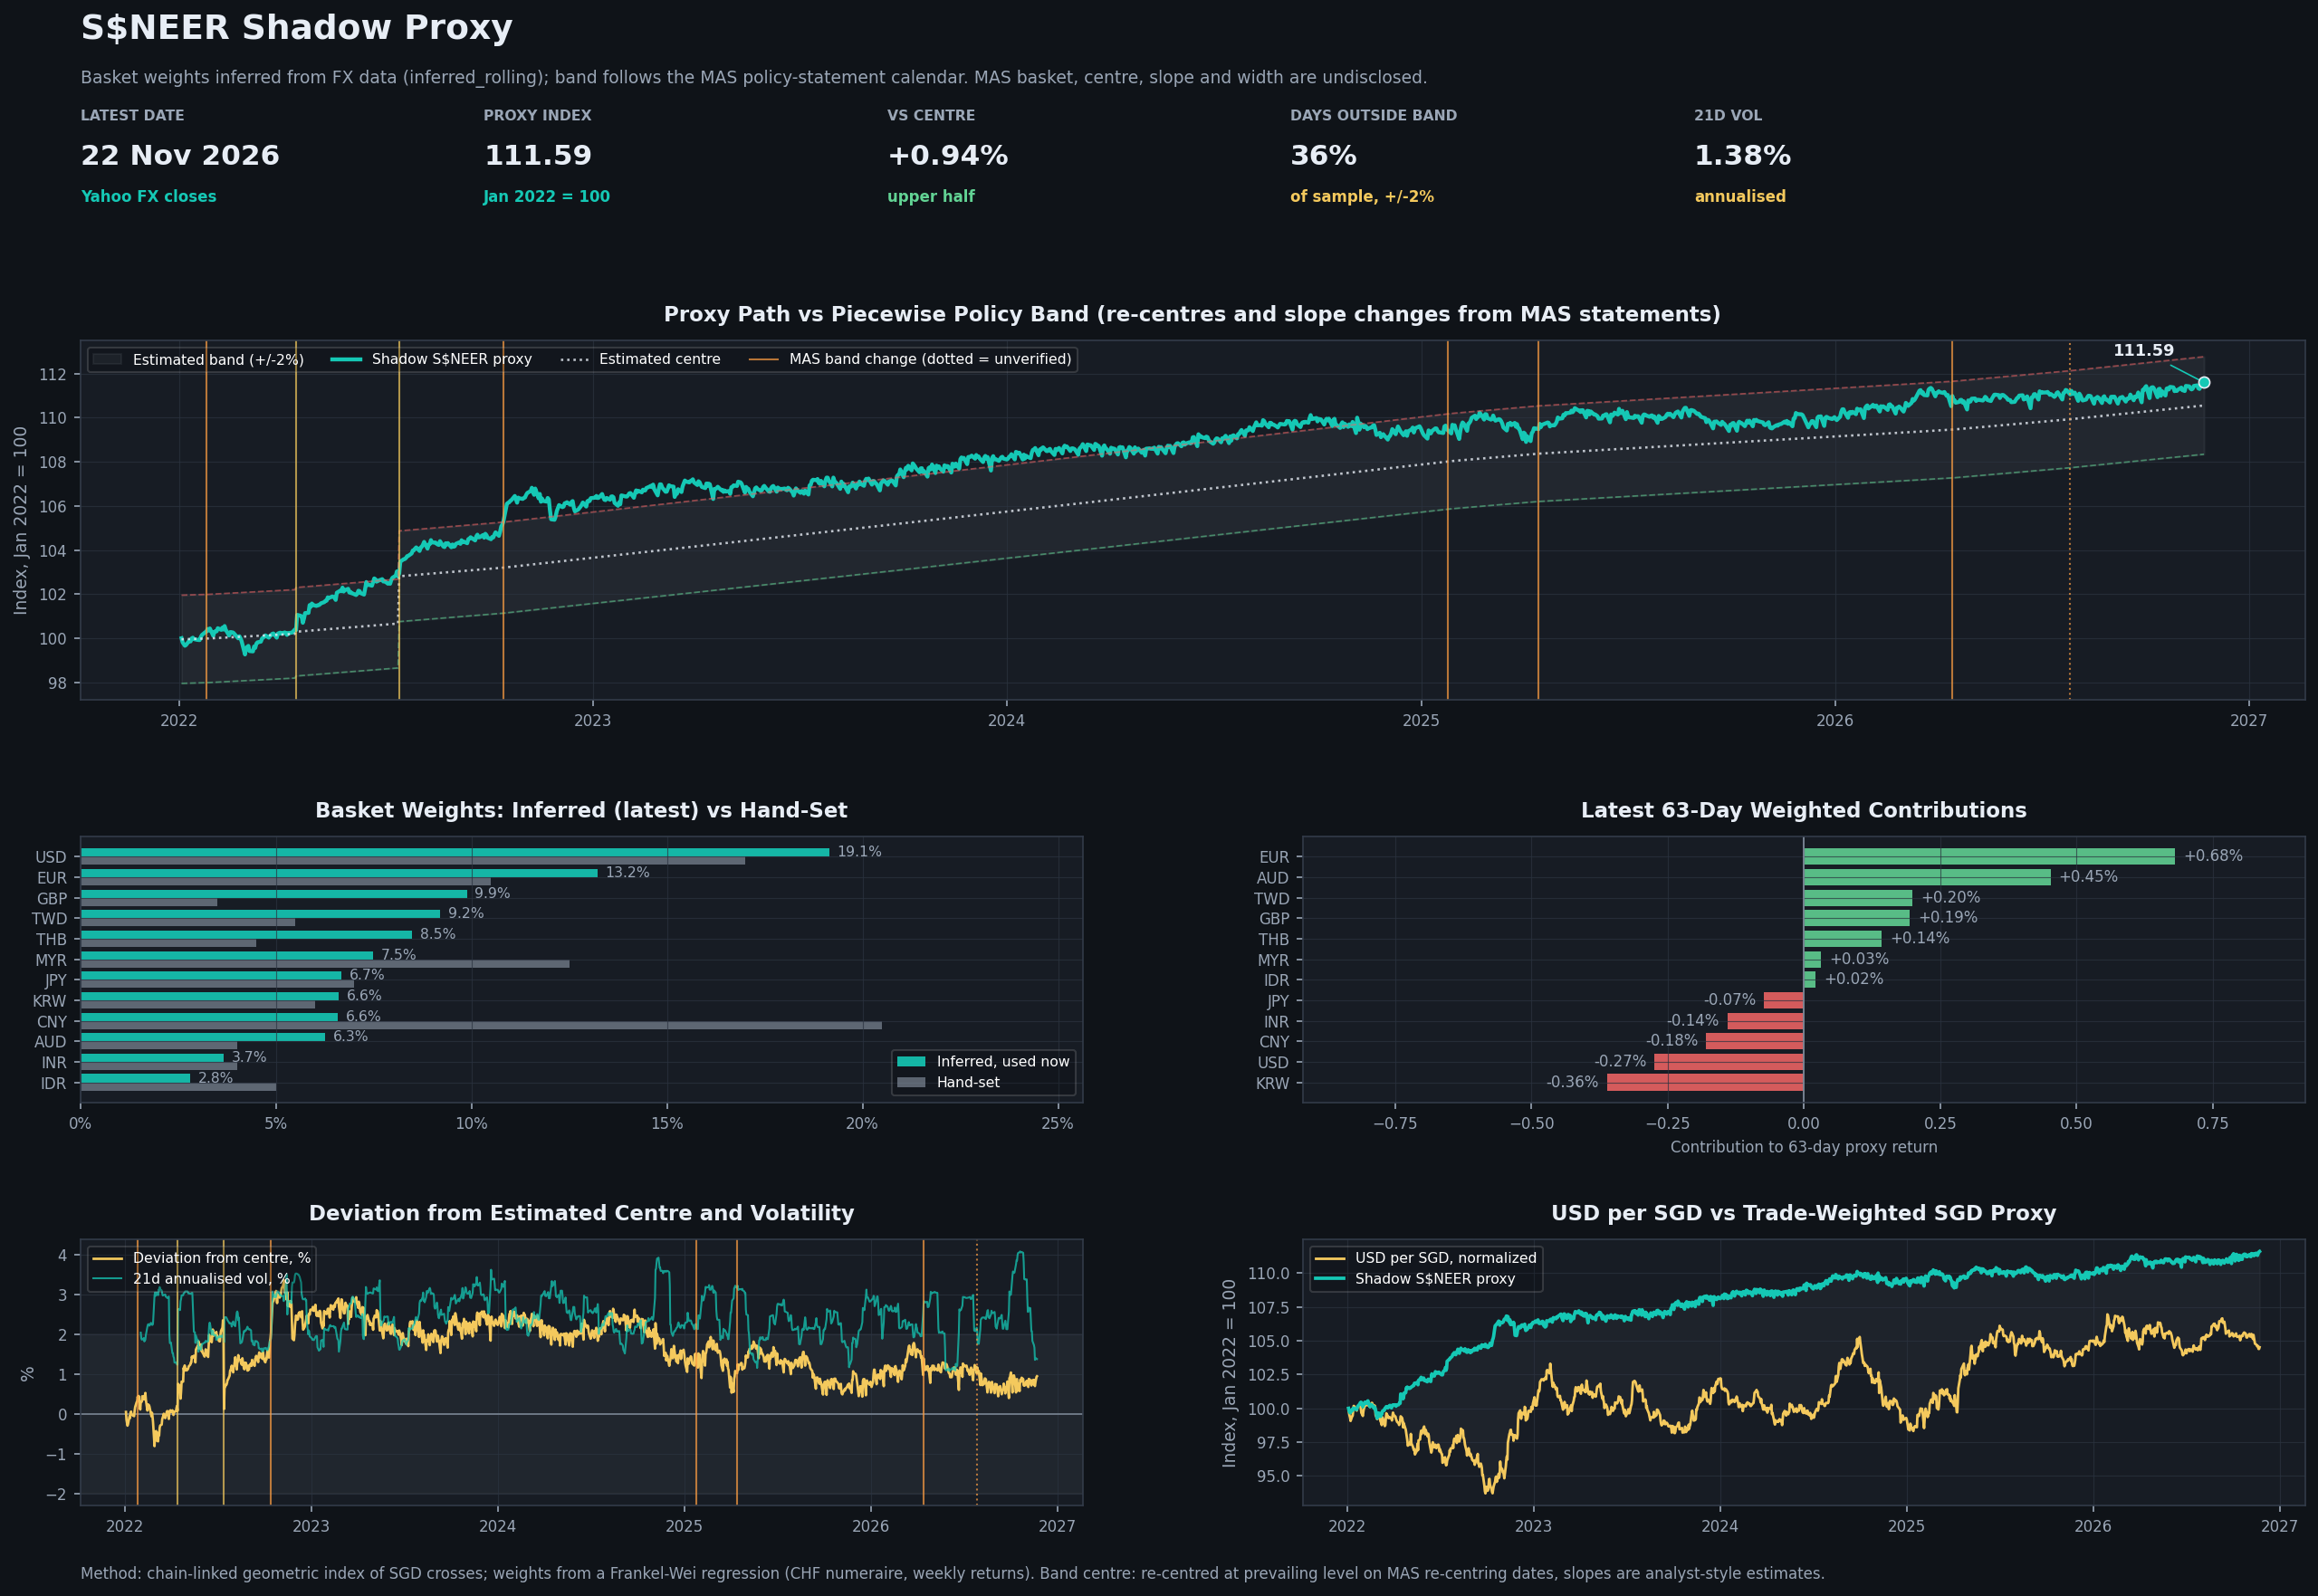 S$NEER Shadow Proxy
Basket weights inferred from FX data (inferred_rolling); band follows the MAS policy-statement calendar. MAS basket, centre, slope and width are undisclosed.
LATEST DATE
22 Nov 2026
Yahoo FX closes
PROXY INDEX
111.59
Jan 2022 = 100
VS CENTRE
+0.94%
upper half
DAYS OUTSIDE BAND
36%
of sample, +/-2%
21D VOL
1.38%
annualised
Proxy Path vs Piecewise Policy Band (re-centres and slope changes from MAS statements)
Estimated band (+/-2%)
Shadow S$NEER proxy
Estimated centre
MAS band change (dotted = unverified)
111.59
Index, Jan 2022 = 100
112
110
108
106
104
102
100
98
2022
2023
2024
2025
2026
2027
Basket Weights: Inferred (latest) vs Hand-Set
USD
19.1%
EUR
13.2%
GBP
9.9%
TWD
9.2%
THB
8.5%
MYR
7.5%
JPY
6.7%
KRW
6.6%
CNY
6.6%
AUD
6.3%
INR
3.7%
IDR
2.8%
Inferred, used now
Hand-set
0%
5%
10%
15%
20%
25%
Latest 63-Day Weighted Contributions
EUR
+0.68%
AUD
+0.45%
TWD
+0.20%
GBP
+0.19%
THB
+0.14%
MYR
+0.03%
IDR
+0.02%
JPY
-0.07%
INR
-0.14%
CNY
-0.18%
USD
-0.27%
KRW
-0.36%
−0.75
−0.50
−0.25
0.00
0.25
0.50
0.75
Contribution to 63-day proxy return
Deviation from Estimated Centre and Volatility
Deviation from centre, %
21d annualised vol, %
%
4
3
2
1
0
−1
−2
2022
2023
2024
2025
2026
2027
USD per SGD vs Trade-Weighted SGD Proxy
USD per SGD, normalized
Shadow S$NEER proxy
Index, Jan 2022 = 100
110.0
107.5
105.0
102.5
100.0
97.5
95.0
2022
2023
2024
2025
2026
2027
Method: chain-linked geometric index of SGD crosses; weights from a Frankel-Wei regression (CHF numeraire, weekly returns). Band centre: re-centred at prevailing level on MAS re-centring dates, slopes are analyst-style estimates.